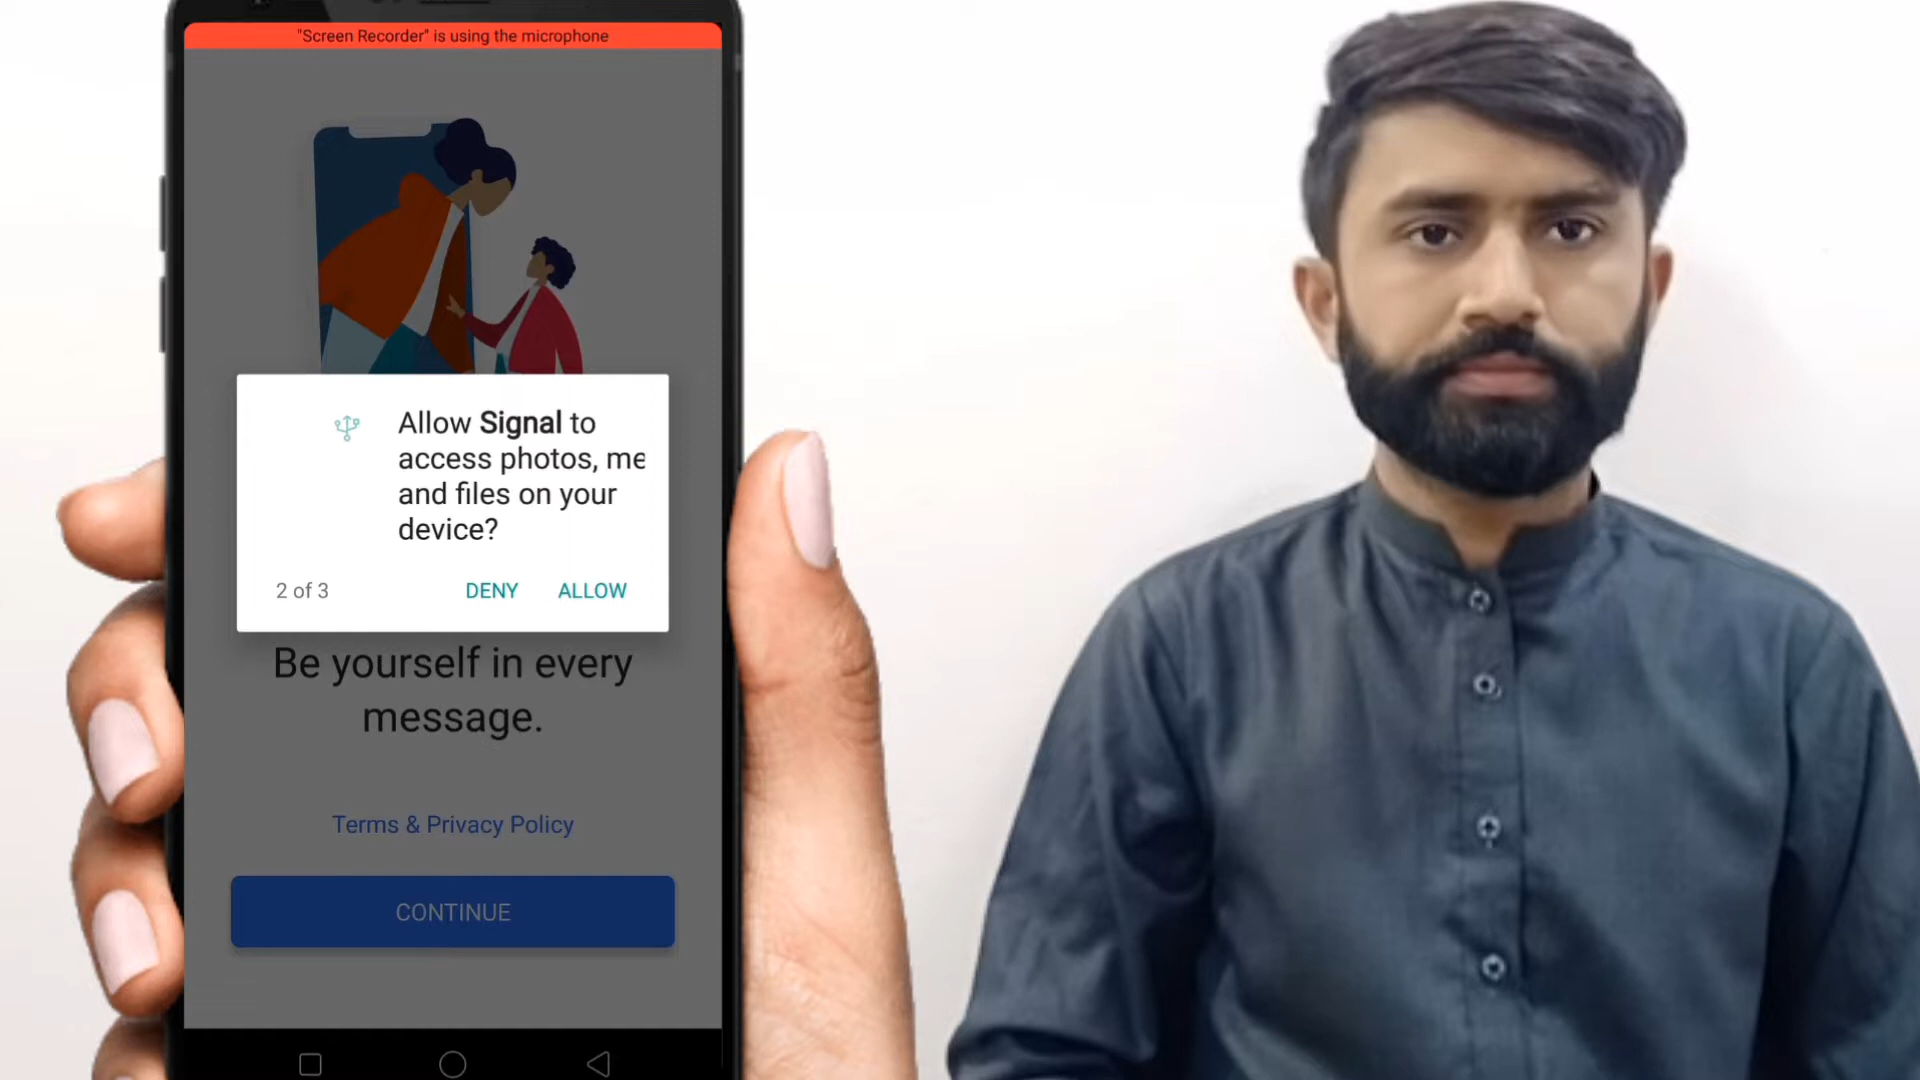 "Screen Recorder" is using the microphone
Allow Signal to
access photos, me
and files on your
device?
2 of 3
DENY
ALLOW
Be yourself in every
message.
Terms & Privacy Policy
CONTINUE